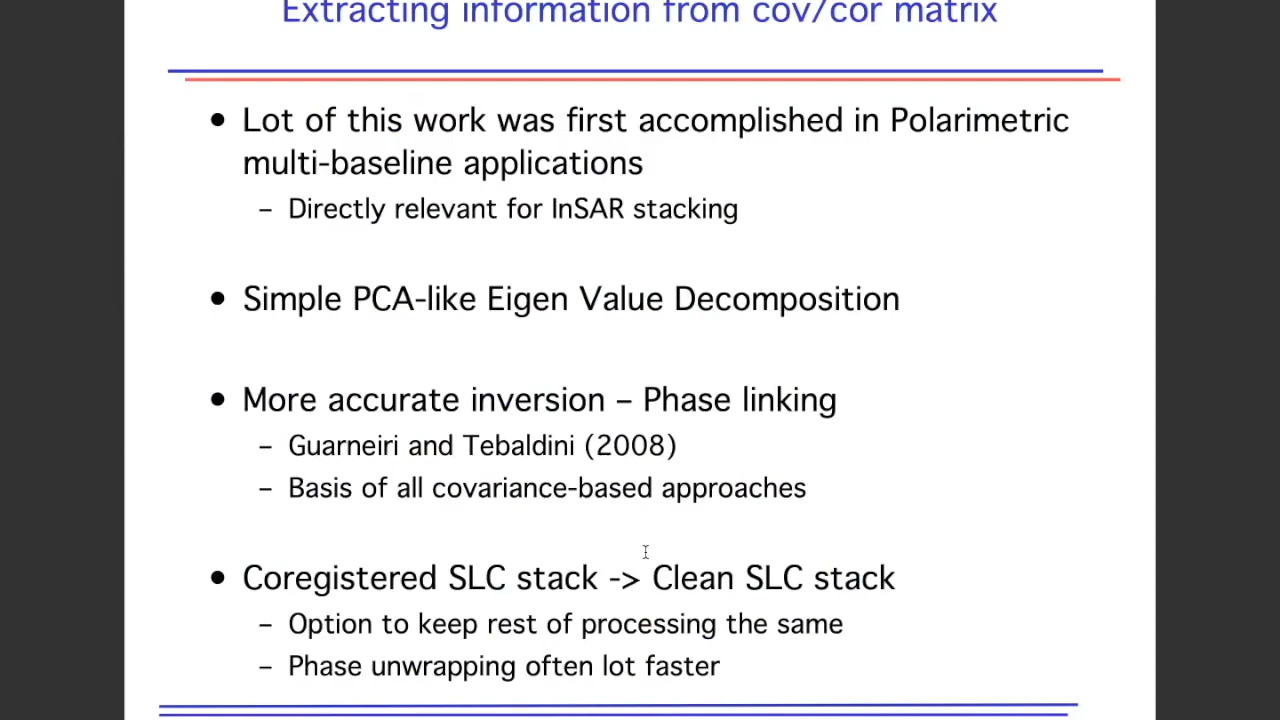 Extracting information from cov/cor matrix
• Lot of this work was first accomplished in Polarimetric
multi-baseline applications
– Directly relevant for InSAR stacking
• Simple PCA-like Eigen Value Decomposition
• More accurate inversion – Phase linking
– Guarneiri and Tebaldini (2008)
– Basis of all covariance-based approaches
• Coregistered SLC stack -> Clean SLC stack
– Option to keep rest of processing the same
– Phase unwrapping often lot faster